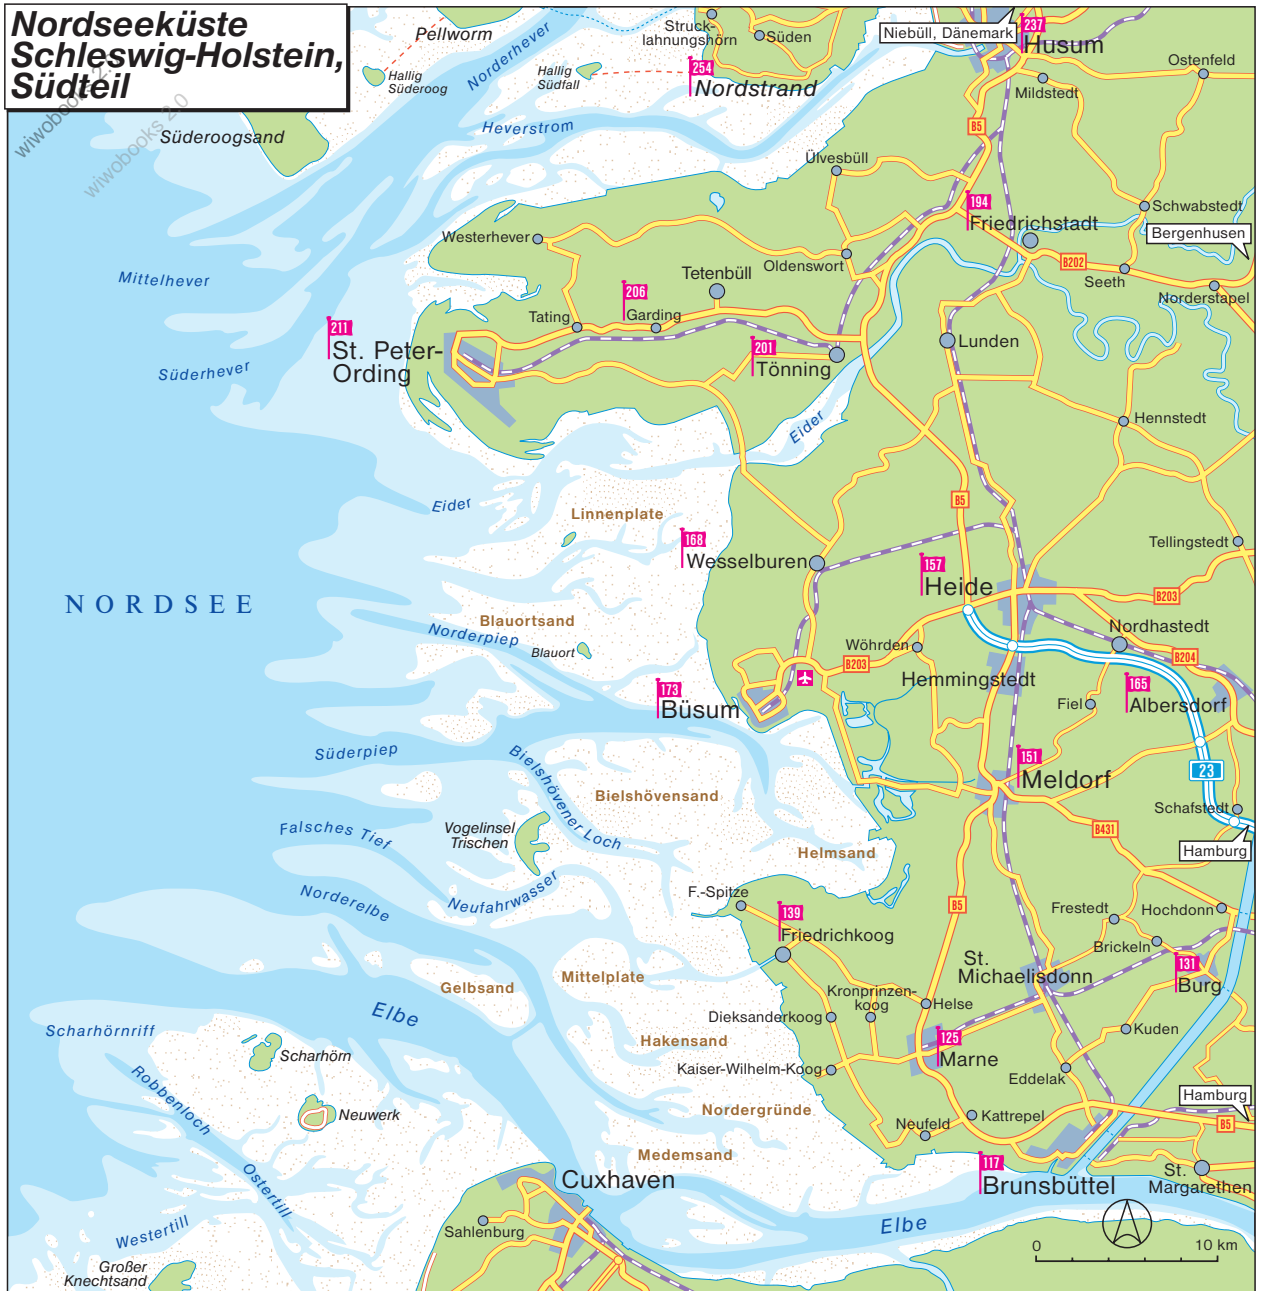 Nordseeküste
Schleswig-Holstein,
Südteil
wiwobooks 2.0
wiwobooks 2.0
Pellworm
Norderhever
Struck-
lahnungshörn
Süden
Niebüll, Dänemark
237
Husum
Ostenfeld
Hallig
Süderoog
Hallig
Südfall
254
Nordstrand
Mildstedt
Süderoogsand
Heverstrom
B5
Ülvesbüll
194
Friedrichstadt
Schwabstedt
Bergenhusen
Westerhever
Oldenswort
B202
Seeth
Norderstapel
Mittelhever
Tetenbüll
206
Garding
Tating
211
St. Peter-
Ording
201
Tönning
Lunden
Süderhever
Eider
Hennstedt
Eider
Linnenplate
B5
168
Wesselburen
Tellingstedt
157
Heide
B203
NORDSEE
Blauortsand
Norderpiep
Blauort
Wöhrden
B203
Nordhastedt
B204
Hemmingstedt
173
Büsum
Fiel
165
Albersdorf
Süderpiep
Bielshövener Loch
151
Meldorf
23
Bielshövensand
Schafstedt
Falsches Tief
Vogelinsel
Trischen
B431
Hamburg
Helmsand
Norderelbe
Neufahrwasser
F.-Spitze
B5
139
Friedrichkoog
Frestedt
Hochdonn
Brickeln
St.
Michaelisdonn
131
Burg
Mittelplate
Gelbsand
Kronprinzen-
koog
Helse
Elbe
Dieksanderkoog
Kuden
Scharhörnriff
Hakensand
125
Marne
Scharhörn
Kaiser-Wilhelm-Koog
Eddelak
Robbenloch
Neuwerk
Nordergründe
Kattrepel
Hamburg
Neufeld
B5
Medemsand
117
Brunsbüttel
St.
Margarethen
Ostertill
Cuxhaven
Westertill
Sahlenburg
Elbe
Großer
Knechtsand
0 10 km